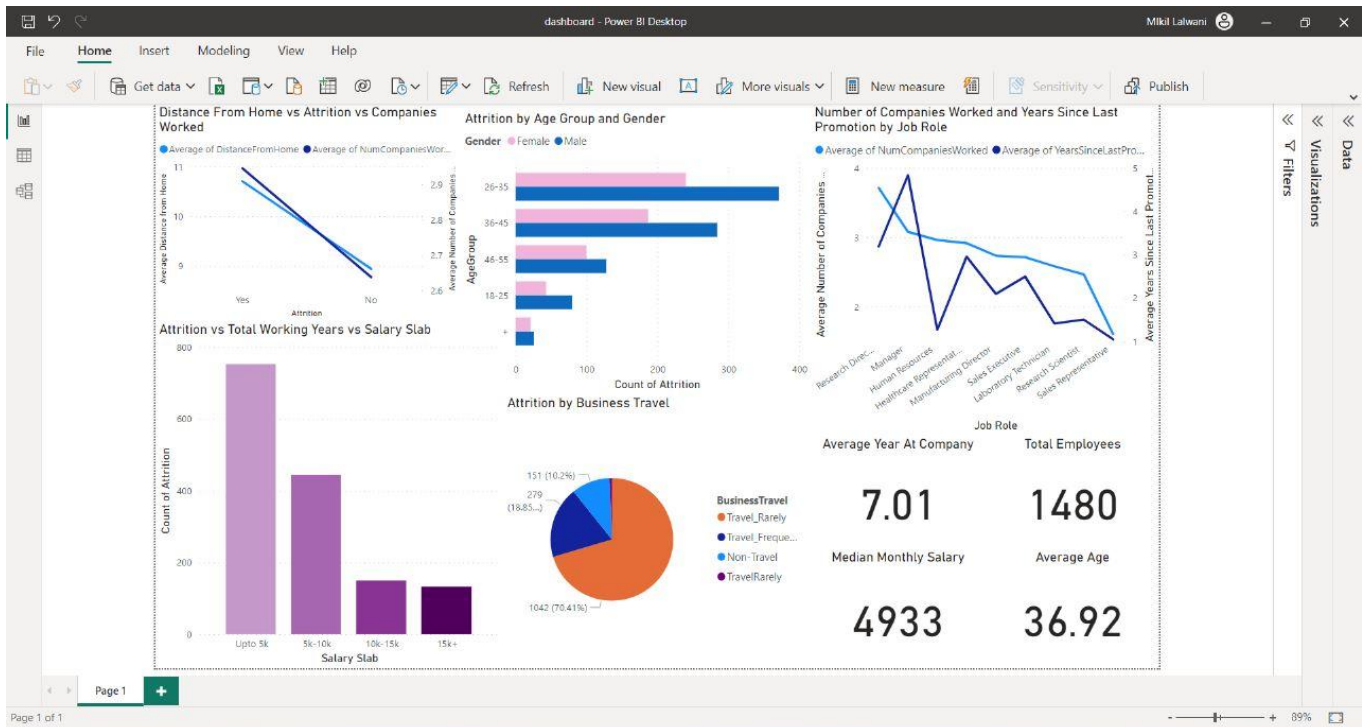 dashboard - Power BI Desktop
Mikil Lalwani
File Home Insert Modeling View Help
Get data Refresh New visual More visuals New measure Sensitivity Publish
Distance From Home vs Attrition vs Companies
Worked
Average of DistanceFromHome Average of NumCompaniesWor...
Average Distance from Home
11
10
9
Average Number of Companies...
2.9
2.8
2.7
2.6
Yes No
Attrition
Attrition by Age Group and Gender
Gender Female Male
AgeGroup
26-35
36-45
46-55
18-25
+
0 100 200 300 400
Count of Attrition
Number of Companies Worked and Years Since Last
Promotion by Job Role
Average of NumCompaniesWorked Average of YearsSinceLastPro...
Average Number of Companies ...
4
3
2
Average Years Since Last Promo...
5
4
3
2
1
Research Direc...
Manager
Human Resources
Healthcare Representat...
Manufacturing Director
Sales Executive
Laboratory Technician
Research Scientist
Sales Representative
Job Role
Attrition vs Total Working Years vs Salary Slab
Count of Attrition
800
600
400
200
0
Upto 5k 5k-10k 10k-15k 15k+
Salary Slab
Attrition by Business Travel
151 (10.2%)
279
(18.85...)
1042 (70.41%)
BusinessTravel
Travel_Rarely
Travel_Freque...
Non-Travel
TravelRarely
Average Year At Company
7.01
Total Employees
1480
Median Monthly Salary
4933
Average Age
36.92
Filters
Visualizations
Data
Page 1
Page 1 of 1
89%